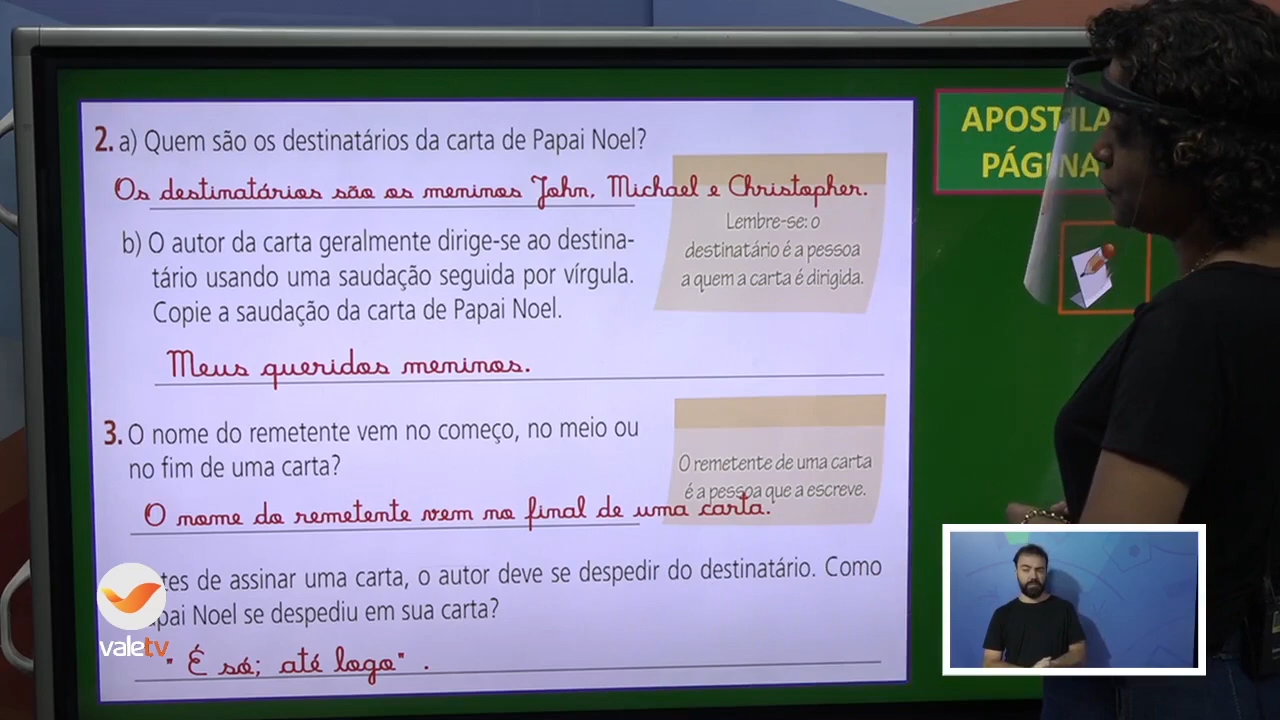 2. a) Quem são os destinatários da carta de Papai Noel?
Os destinatários são os meninos John, Michael e Christopher.
Lembre-se: o
destinatário é a pessoa
a quem a carta é dirigida.
b) O autor da carta geralmente dirige-se ao destina-
tário usando uma saudação seguida por vírgula.
Copie a saudação da carta de Papai Noel.
Meus queridos meninos.
3. O nome do remetente vem no começo, no meio ou
no fim de uma carta?
O remetente de uma carta
é a pessoa que a escreve.
O nome do remetente vem no final de uma carta.
tes de assinar uma carta, o autor deve se despedir do destinatário. Como
pai Noel se despediu em sua carta?
" É só; até logo" .
APOSTILA
PÁGINA
valetv